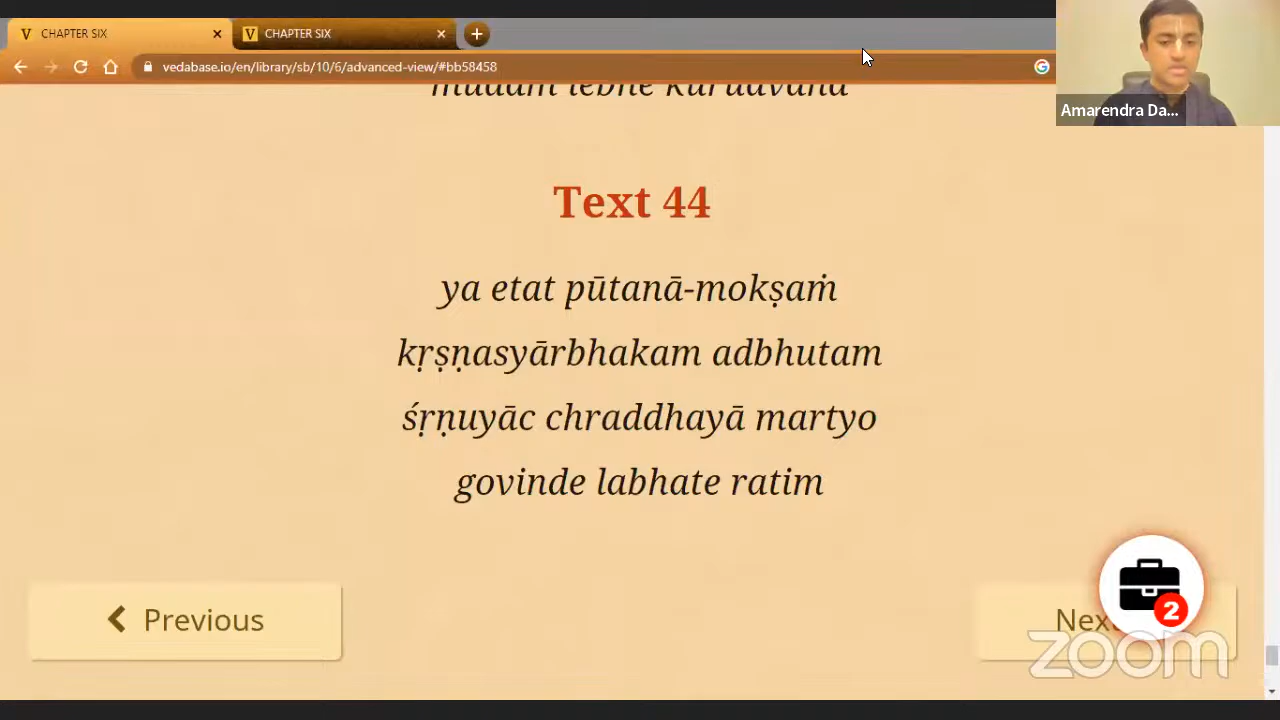 CHAPTER SIX
CHAPTER SIX
vedabase.io/en/library/sb/10/6/advanced-view/#bb58458
Amarendra Da...
Text 44
ya etat pūtanā-mokṣaṁ
kṛṣṇasyārbhakam adbhutam
śṛṇuyāc chraddhayā martyo
govinde labhate ratim
Previous
Next
2
zoom